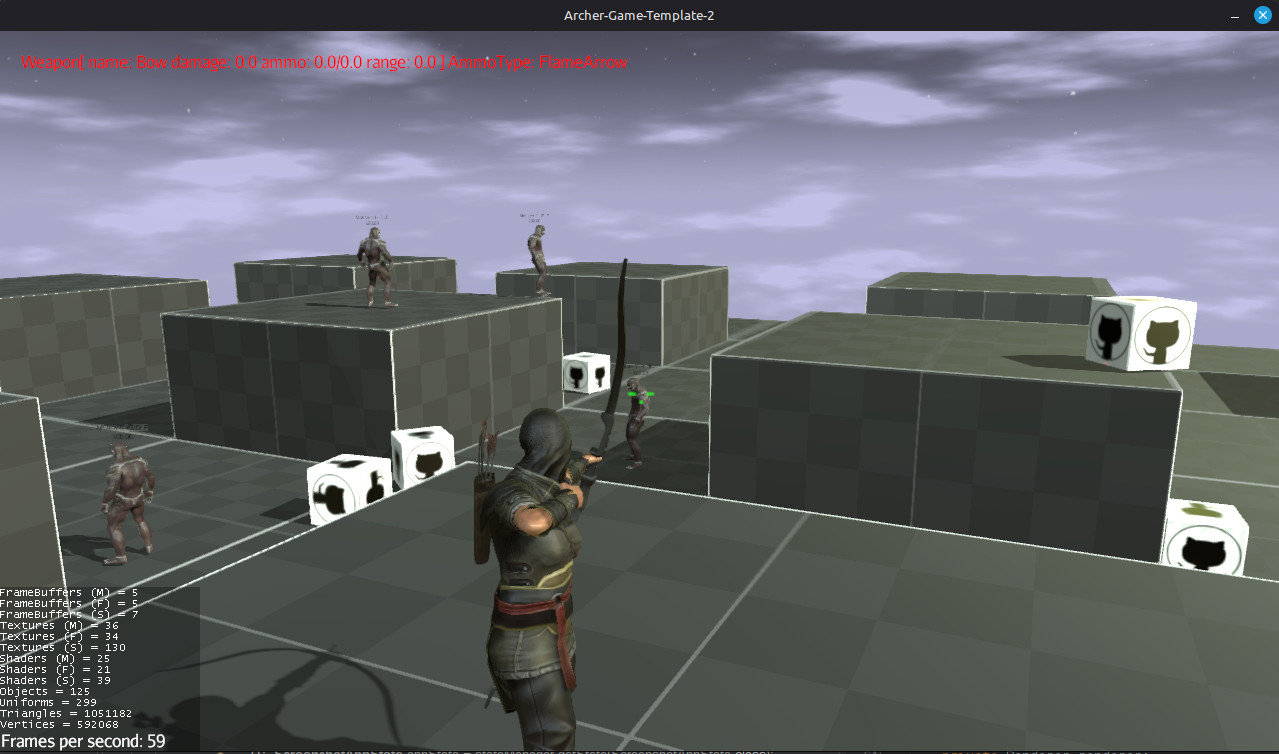 Archer-Game-Template-2
Weapon[ name: Bow damage: 0.0 ammo: 0.0/0.0 range: 0.0 ] AmmoType: FlameArrow
FrameBuffers (M) = 5
FrameBuffers (F) = 5
FrameBuffers (S) = 7
Textures (M) = 36
Textures (F) = 34
Textures (S) = 130
Shaders (M) = 25
Shaders (F) = 21
Shaders (S) = 39
Objects = 125
Uniforms = 299
Triangles = 1051182
Vertices = 592068
Frames per second: 59